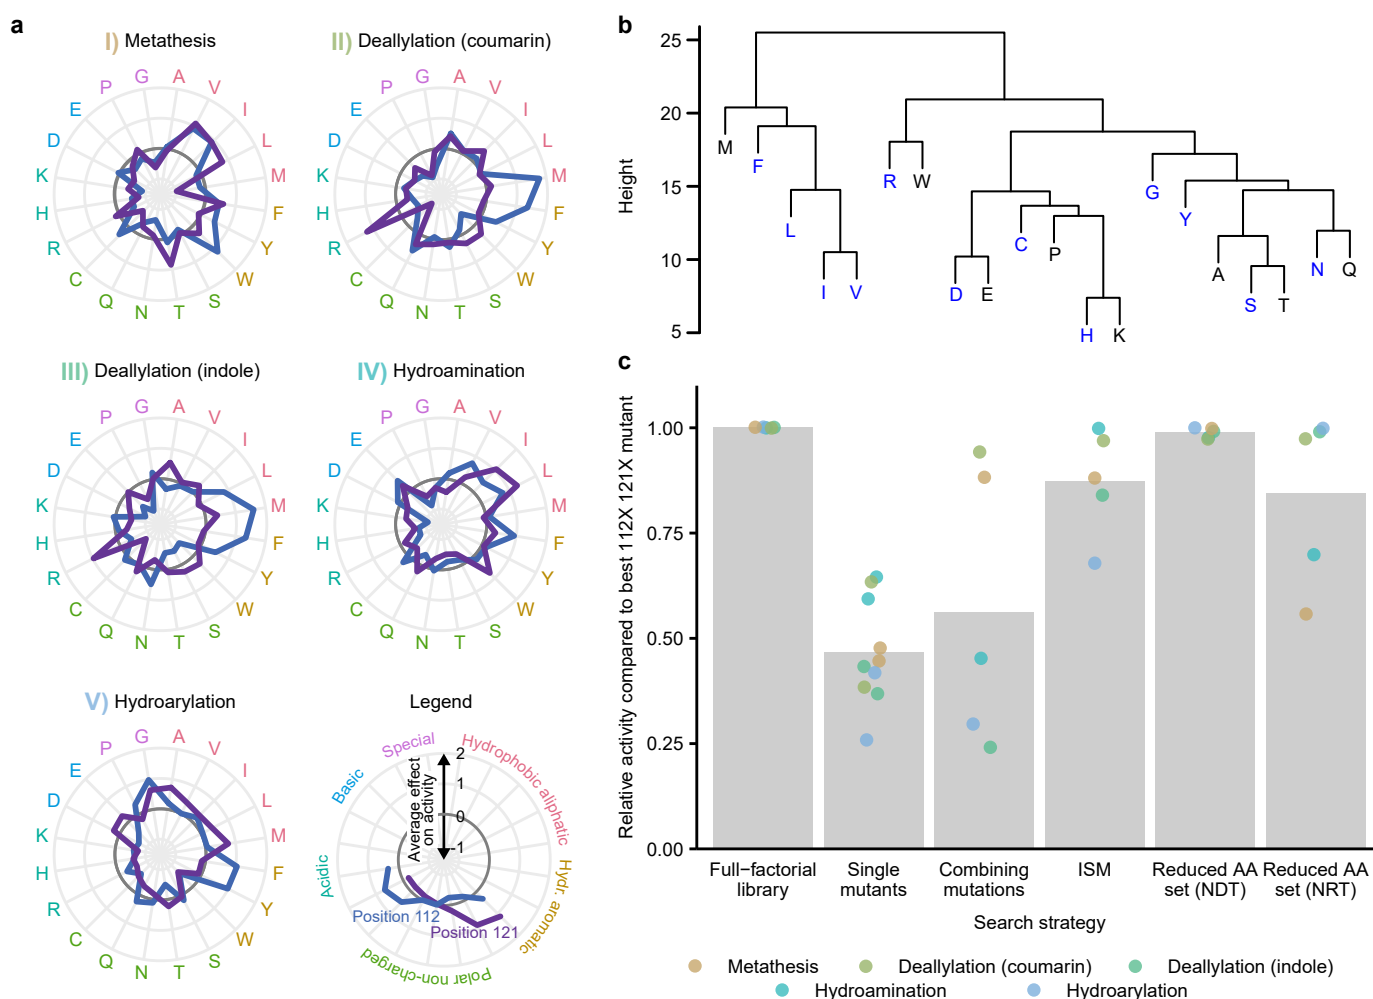 a
I) Metathesis
G A V I L M F Y W S T N Q C R H K D E P
II) Deallylation (coumarin)
G A V I L M F Y W S T N Q C R H K D E P
III) Deallylation (indole)
G A V I L M F Y W S T N Q C R H K D E P
IV) Hydroamination
G A V I L M F Y W S T N Q C R H K D E P
V) Hydroarylation
G A V I L M F Y W S T N Q C R H K D E P
Legend
Special
Hydrophobic aliphatic
Hydr. aromatic
Polar non-charged
Acidic
Basic
Average effect
on activity
2
1
0
-1
Position 112
Position 121
b
Height
25
20
15
10
5
M
F
L
I V
R W
D E
C
P
H K
G
Y
A
S T
N Q
c
Relative activity compared to best 112X 121X mutant
1.00
0.75
0.50
0.25
0.00
Full−factorial
library
Single
mutants
Combining
mutations
ISM
Reduced AA
set (NDT)
Reduced AA
set (NRT)
Search strategy
Metathesis
Deallylation (coumarin)
Deallylation (indole)
Hydroamination
Hydroarylation